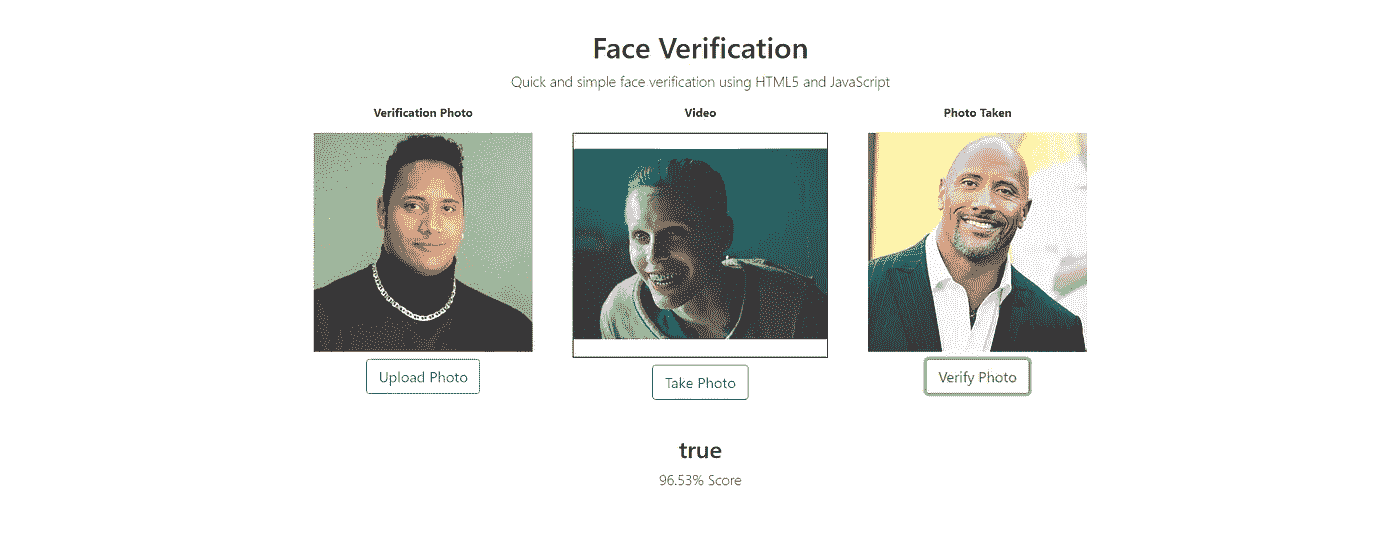 Face Verification
Quick and simple face verification using HTML5 and JavaScript
Verification Photo
Video
Photo Taken
Upload Photo
Take Photo
Verify Photo
true
96.53% Score